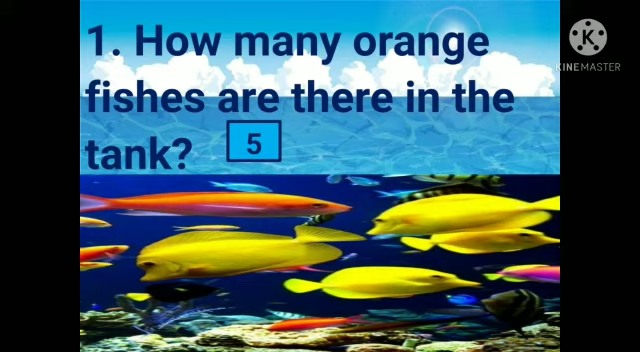 1. How many orange
fishes are there in the
tank?
5
K
KINEMASTER